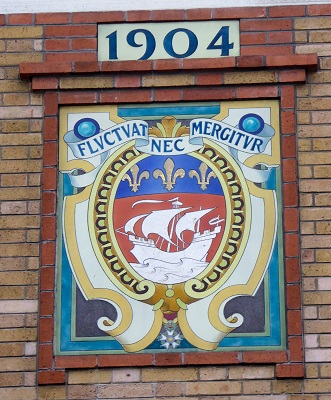 1904
FLVCTVAT NEC MERGITVR